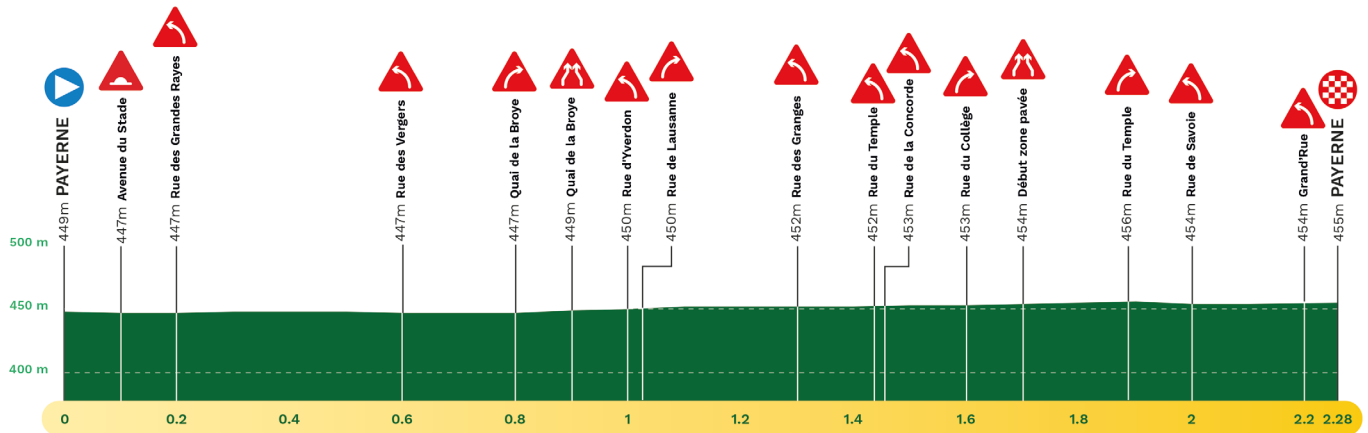 449m PAYERNE
447m Avenue du Stade
447m Rue des Grandes Rayes
447m Rue des Vergers
447m Quai de la Broye
449m Quai de la Broye
450m Rue d'Yverdon
450m Rue de Lausanne
452m Rue des Granges
452m Rue du Temple
453m Rue de la Concorde
453m Rue du Collège
454m Début zone pavée
456m Rue du Temple
454m Rue de Savoie
454m Grand'Rue
455m PAYERNE
500 m
450 m
400 m
0 0.2 0.4 0.6 0.8 1 1.2 1.4 1.6 1.8 2 2.2 2.28